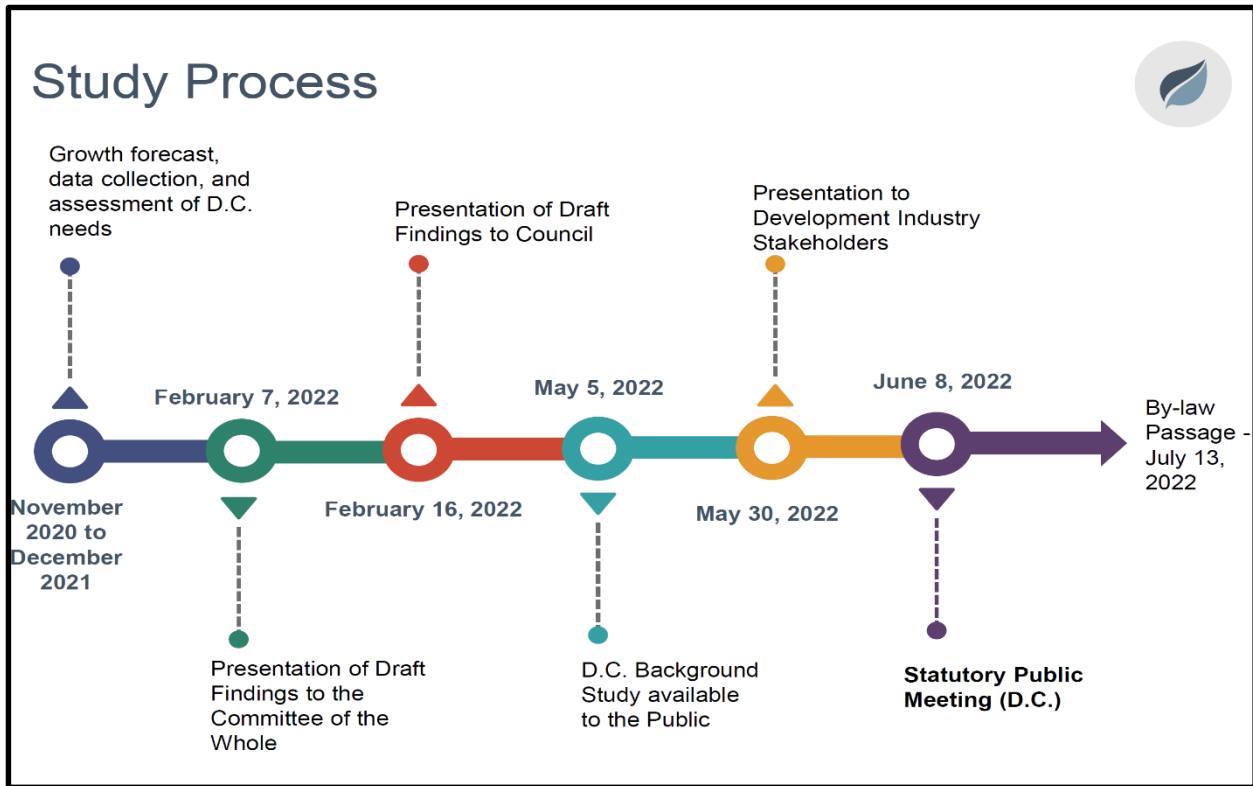 Study Process
Growth forecast,
data collection, and
assessment of D.C.
needs
Presentation of Draft
Findings to Council
Presentation to
Development Industry
Stakeholders
February 7, 2022
May 5, 2022
June 8, 2022
By-law
Passage -
July 13,
2022
November
2020 to
December
2021
February 16, 2022
May 30, 2022
Presentation of Draft
Findings to the
Committee of the
Whole
D.C. Background
Study available
to the Public
Statutory Public
Meeting (D.C.)